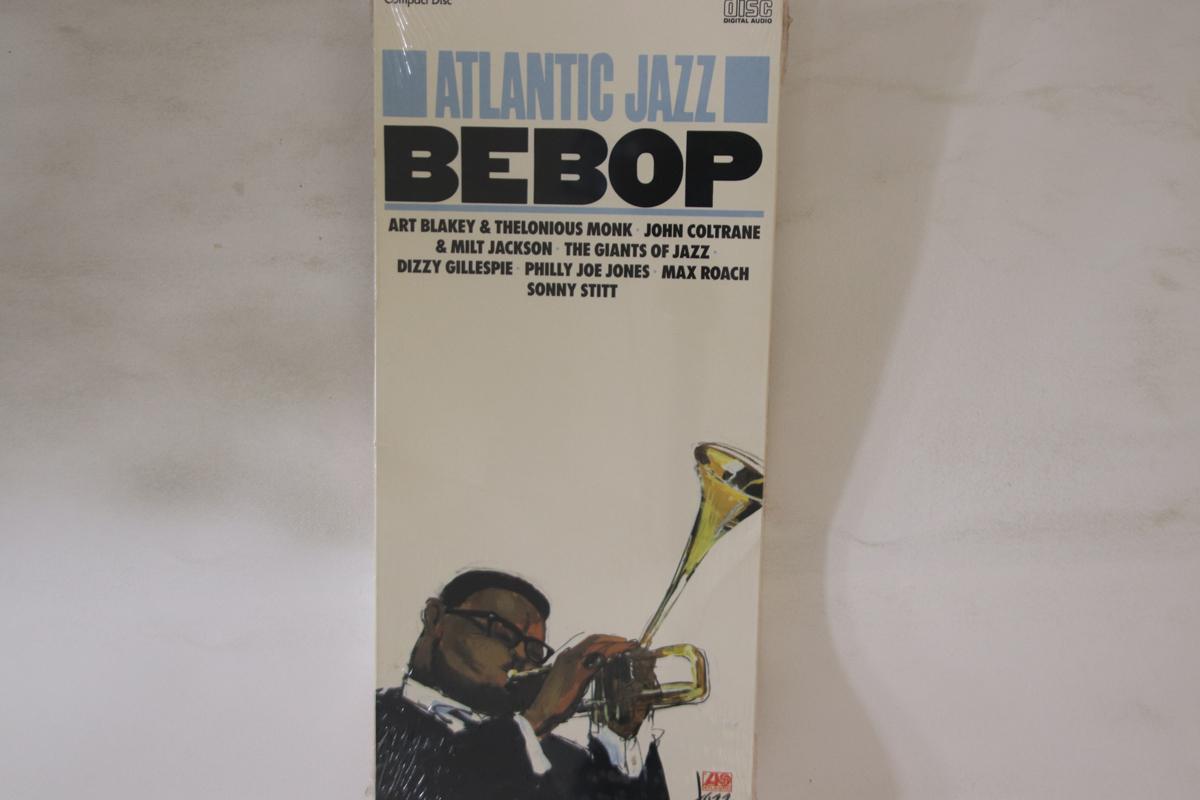 Compact Disc
DISC
DIGITAL AUDIO
ATLANTIC JAZZ
BEBOP
ART BLAKEY & THELONIOUS MONK · JOHN COLTRANE
& MILT JACKSON · THE GIANTS OF JAZZ ·
DIZZY GILLESPIE · PHILLY JOE JONES · MAX ROACH
SONNY STITT